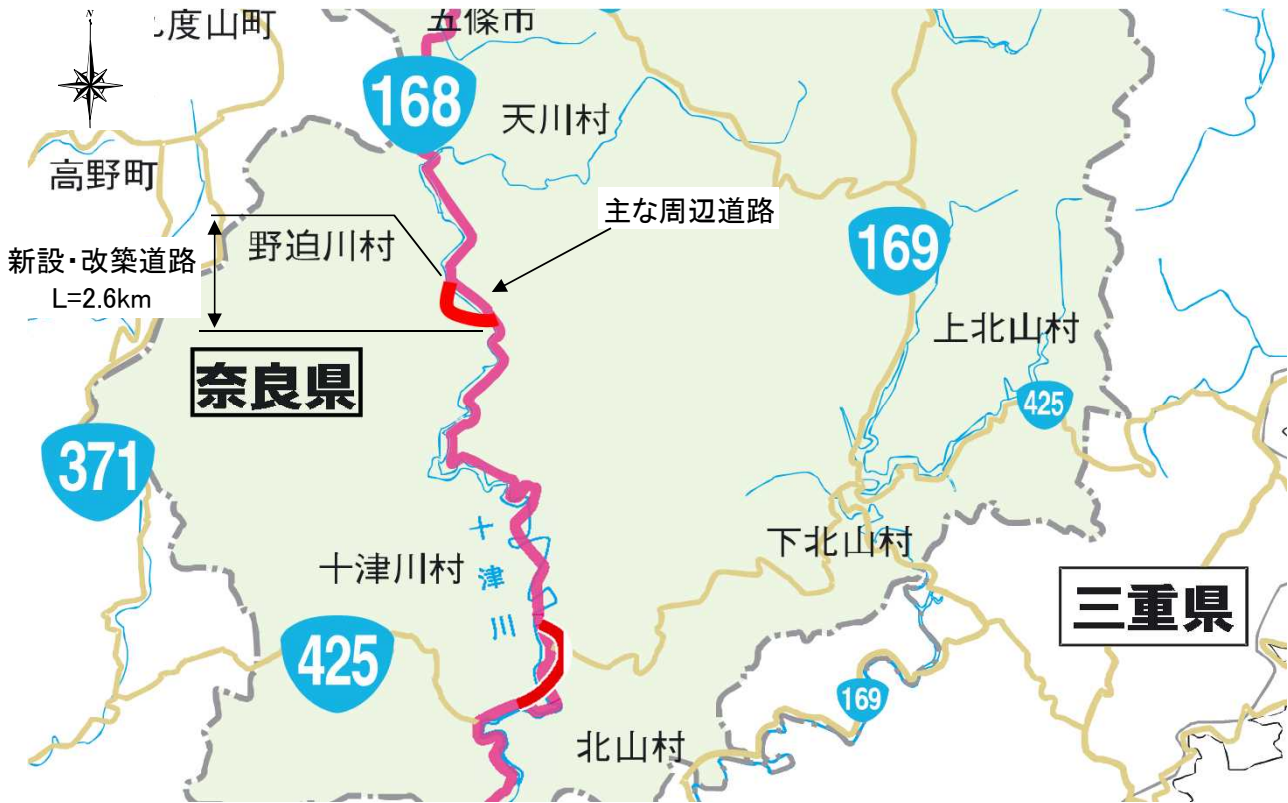 N
九度山町
五條市
168
天川村
高野町
主な周辺道路
野迫川村
新設・改築道路
L=2.6km
169
上北山村
奈良県
425
371
十津川
下北山村
十津川村
三重県
425
169
北山村